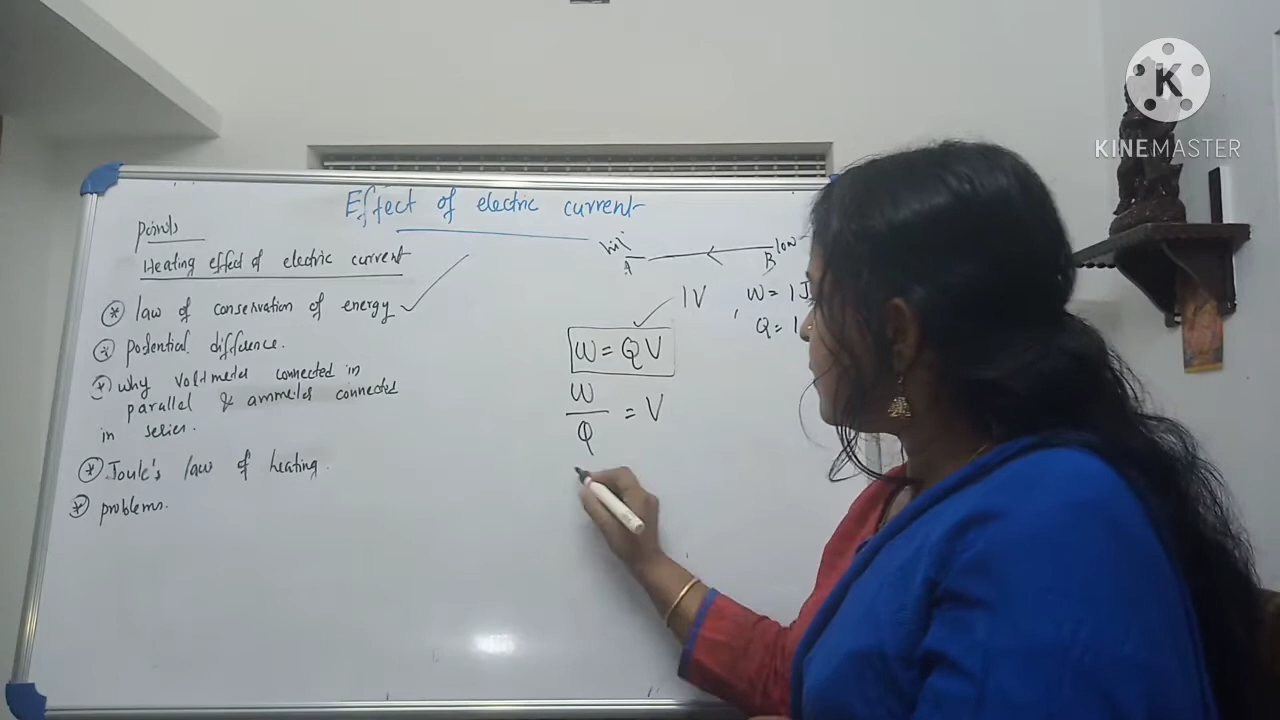 Effect of electric current
points
Heating effect of electric current
* law of conservation of energy ✓
* potential difference.
* why voltmeter connected in
parallel & ammeter connected
in series.
* Joule's law of heating.
* problems.
A
B
low
1V
W = 1J
Q = 1
W = QV
W
Q
= V
K
KINEMASTER